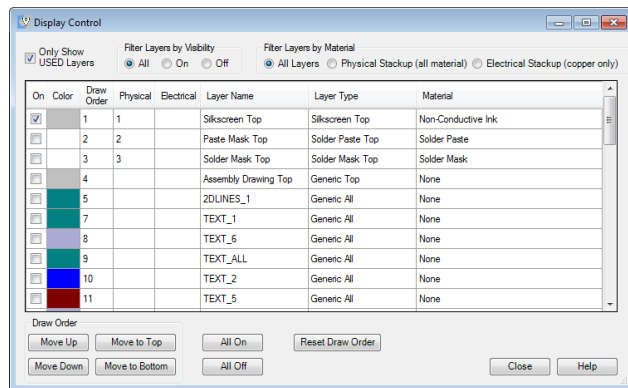 Display Control
Only Show
USED Layers
Filter Layers by Visibility
All On Off
Filter Layers by Material
All Layers Physical Stackup (all material) Electrical Stackup (copper only)
On Color Draw Order Physical Electrical Layer Name Layer Type Material
1 1 Silkscreen Top Silkscreen Top Non-Conductive Ink
2 2 Paste Mask Top Solder Paste Top Solder Paste
3 3 Solder Mask Top Solder Mask Top Solder Mask
4 Assembly Drawing Top Generic Top None
5 2DLINES_1 Generic All None
7 TEXT_1 Generic All None
8 TEXT_6 Generic All None
9 TEXT_ALL Generic All None
10 TEXT_2 Generic All None
11 TEXT_5 Generic All None
Draw Order
Move Up Move to Top All On Reset Draw Order
Move Down Move to Bottom All Off Close Help